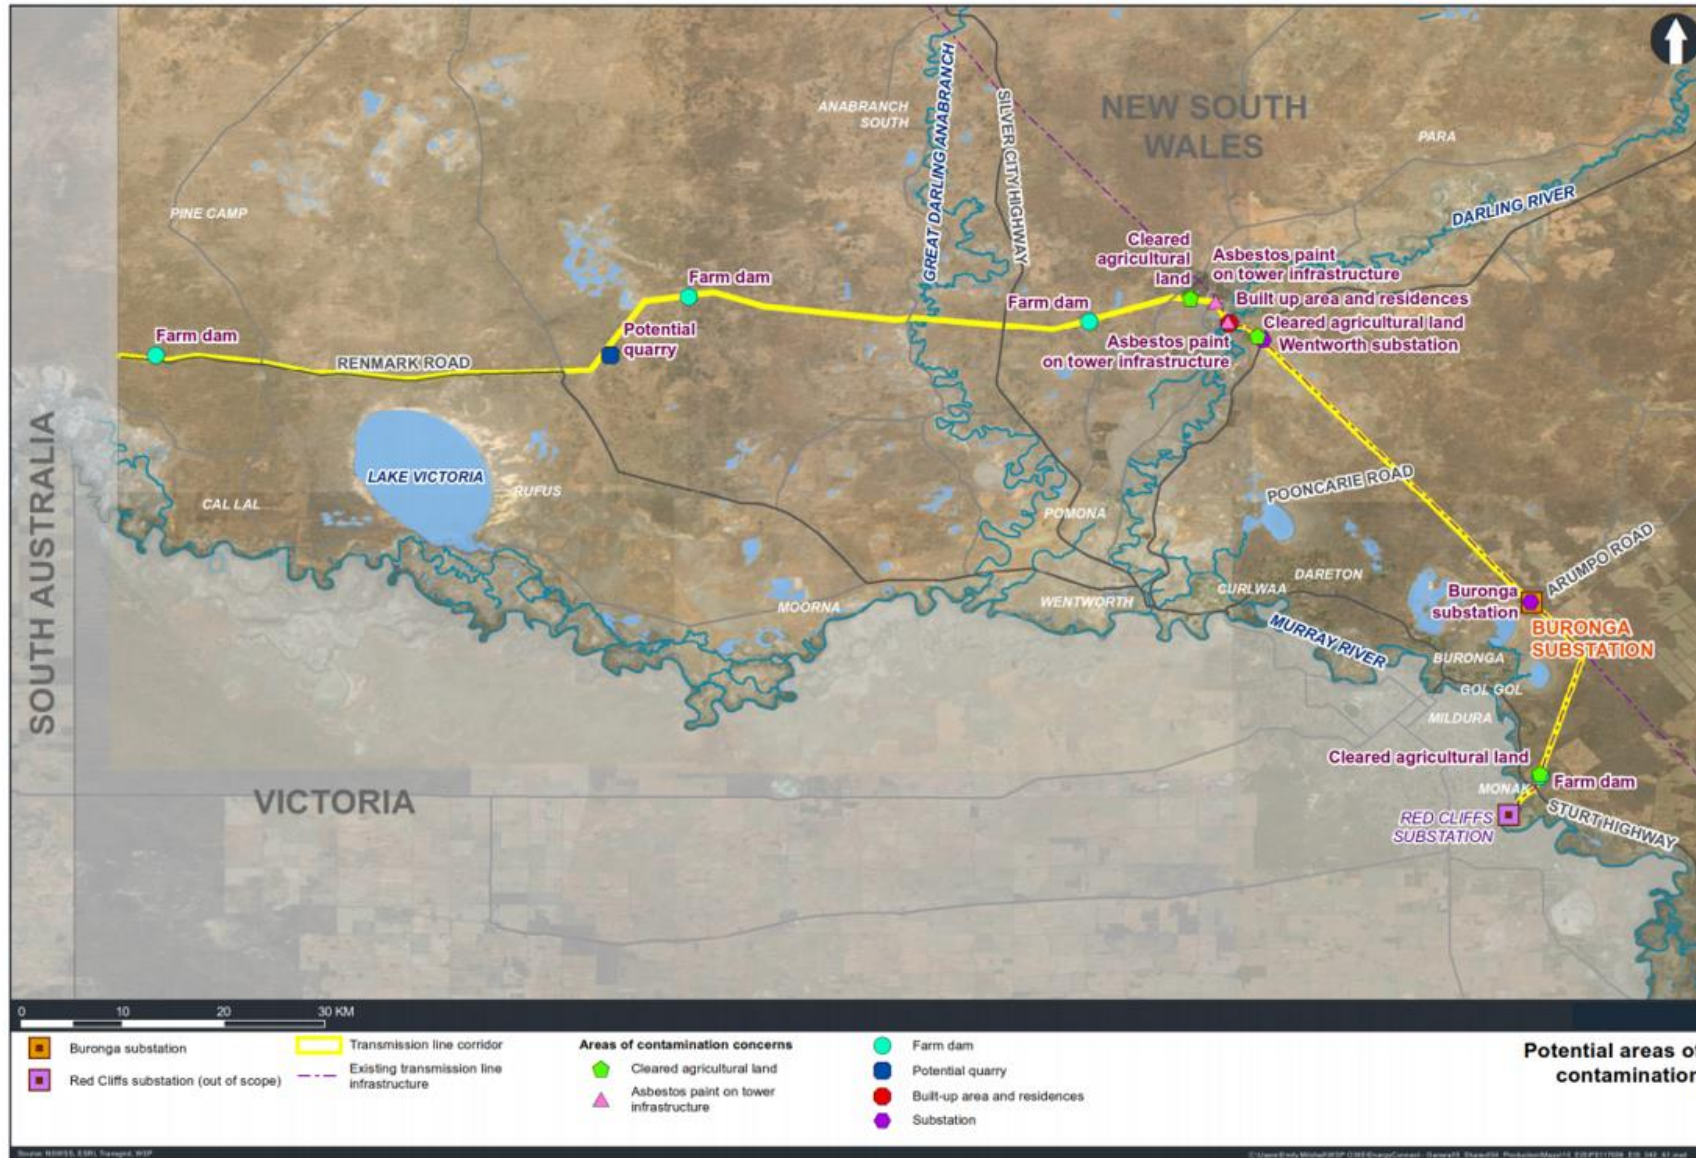 ANABRANCH
SOUTH
GREAT DARLING ANABRANCH
SILVER CITY HIGHWAY
NEW SOUTH
WALES
PARA
DARLING RIVER
PINE CAMP
Cleared
agricultural
land
Asbestos paint
on tower infrastructure
Farm dam
Farm dam
Built up area and residences
Farm dam
Potential
quarry
Cleared agricultural land
Asbestos paint
on tower infrastructure
Wentworth substation
RENMARK ROAD
SOUTH AUSTRALIA
LAKE VICTORIA
RUFUS
CAL LAL
POONCARIE ROAD
POMONA
ARUMPO ROAD
DARETON
CURLWAA
Buronga
substation
MOORNA
WENTWORTH
MURRAY RIVER
BURONGA
SUBSTATION
BURONGA
GOL GOL
MILDURA
Cleared agricultural land
Farm dam
MONAK
VICTORIA
RED CLIFFS
SUBSTATION
STURT HIGHWAY
0 10 20 30 KM
Buronga substation
Red Cliffs substation (out of scope)
Transmission line corridor
Existing transmission line
infrastructure
Areas of contamination concerns
Cleared agricultural land
Asbestos paint on tower
infrastructure
Farm dam
Potential quarry
Built-up area and residences
Substation
Potential areas of
contamination
Source: NSWSS, ESRI, Transgrid, WSP